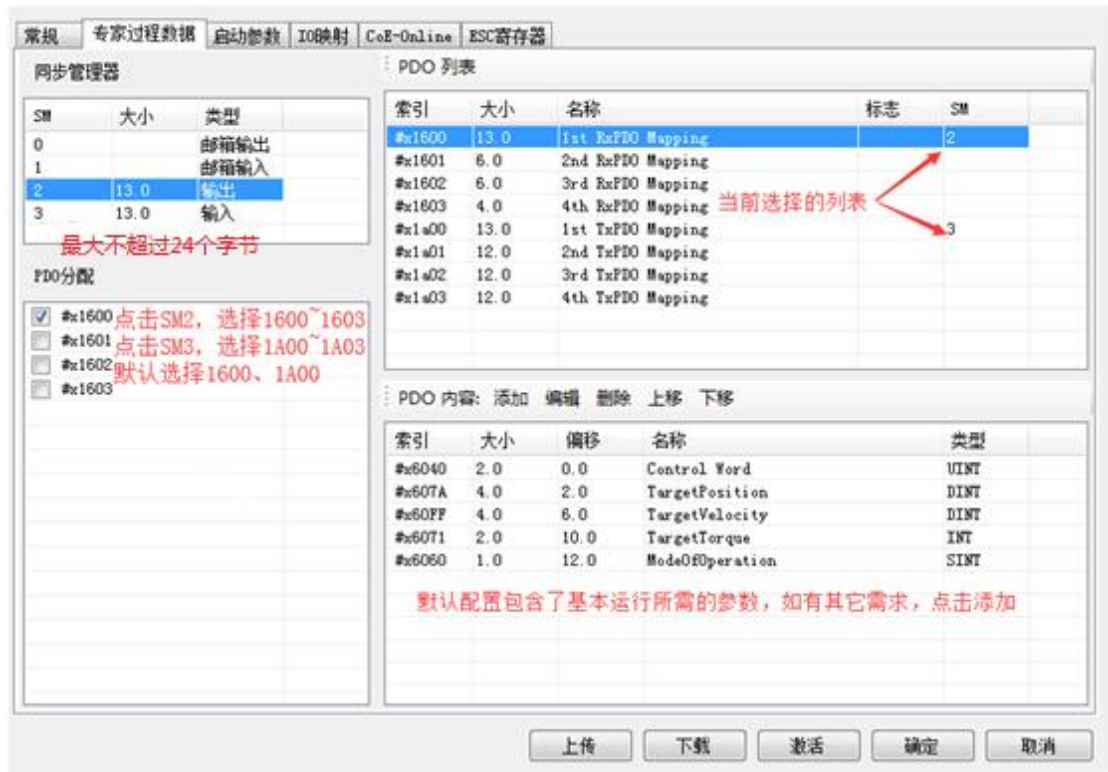 常规 专家过程数据 启动参数 IO映射 CoE-Online ESC寄存器
同步管理器
SM 大小 类型
0 邮箱输出
1 邮箱输入
2 13.0 输出
3 13.0 输入
最大不超过24个字节
PDO分配
#x1600
#x1601
#x1602
#x1603
点击SM2，选择1600~1603
点击SM3，选择1A00~1A03
默认选择1600、1A00
PDO 列表
索引 大小 名称 标志 SM
#x1600 13.0 1st RxPDO Mapping 2
#x1601 6.0 2nd RxPDO Mapping
#x1602 6.0 3rd RxPDO Mapping
#x1603 4.0 4th RxPDO Mapping
#x1a00 13.0 1st TxPDO Mapping 3
#x1a01 12.0 2nd TxPDO Mapping
#x1a02 12.0 3rd TxPDO Mapping
#x1a03 12.0 4th TxPDO Mapping
当前选择的列表
PDO 内容: 添加 编辑 删除 上移 下移
索引 大小 偏移 名称 类型
#x6040 2.0 0.0 Control Word UINT
#x607A 4.0 2.0 TargetPosition DINT
#x60FF 4.0 6.0 TargetVelocity DINT
#x6071 2.0 10.0 TargetTorque INT
#x6060 1.0 12.0 ModeOfOperation SINT
默认配置包含了基本运行所需的参数，如有其它需求，点击添加
上传 下载 激活 确定 取消